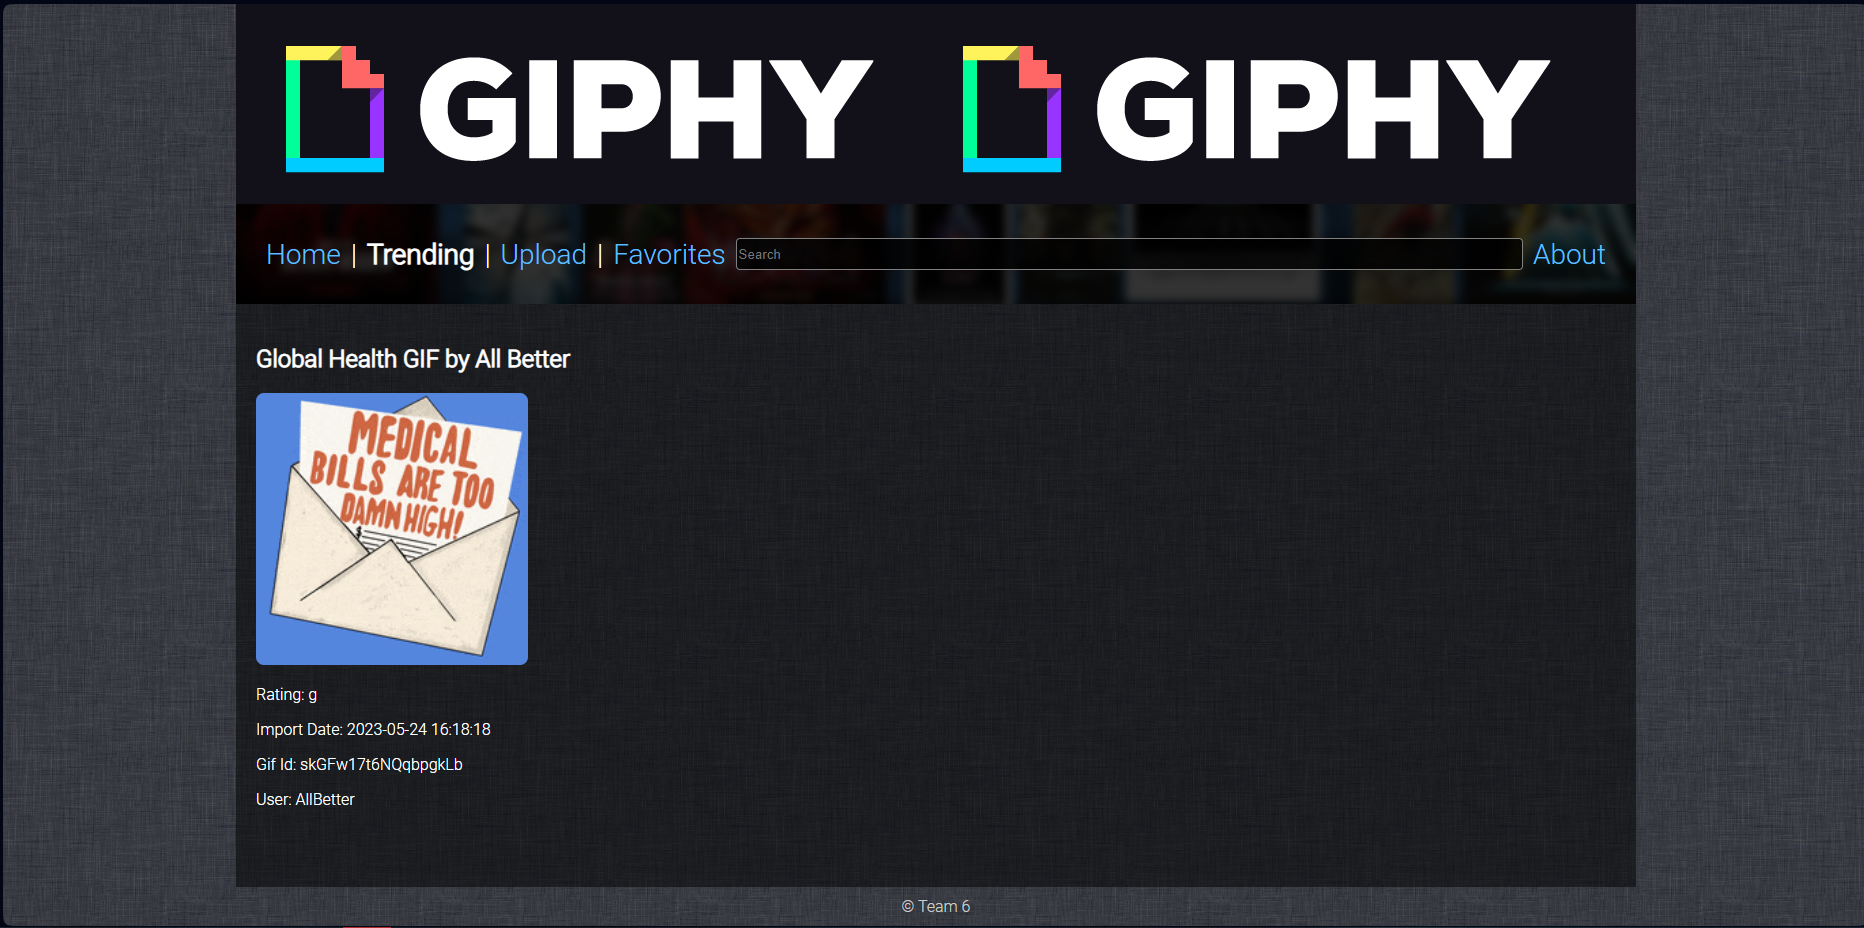 GIPHY GIPHY
Home | Trending | Upload | Favorites Search About
Global Health GIF by All Better
MEDICAL
BILLS ARE TOO
DAMN HIGH!
$
Rating: g
Import Date: 2023-05-24 16:18:18
Gif Id: skGFw17t6NQqbpgkLb
User: AllBetter
© Team 6